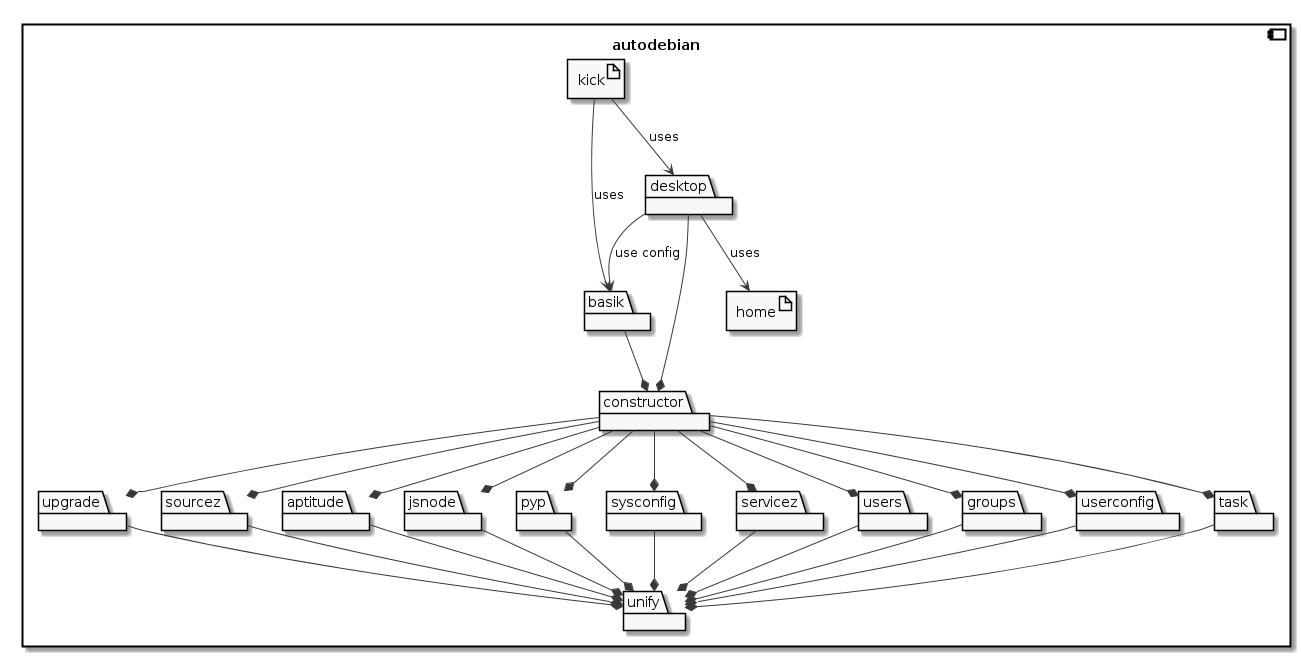 autodebian
kick
uses
desktop
uses
use config
uses
basik
home
constructor
upgrade
sourcez
aptitude
jsnode
pyp
sysconfig
servicez
users
groups
userconfig
task
unify